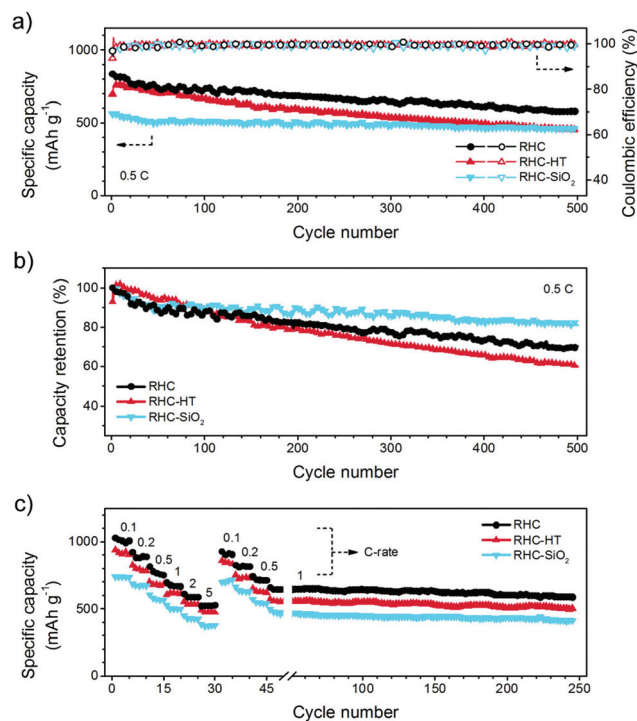 a)
Specific capacity
(mAh g⁻¹)
1000
500
0
100
80
60
40
Coulombic efficiency (%)
0.5 C
RHC
RHC-HT
RHC-SiO₂
0 100 200 300 400 500
Cycle number
b)
Capacity retention (%)
100
80
60
40
0.5 C
RHC
RHC-HT
RHC-SiO₂
0 100 200 300 400 500
Cycle number
c)
Specific capacity
(mAh g⁻¹)
1000
500
0
0.1
0.2
0.5
1
2
5
0.1
0.2
0.5
1
C-rate
RHC
RHC-HT
RHC-SiO₂
0 15 30 45 100 150 200 250
Cycle number